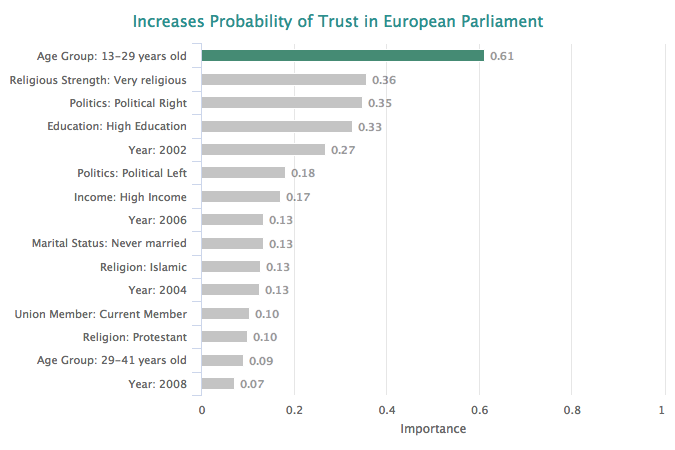 Increases Probability of Trust in European Parliament
Age Group: 13–29 years old 0.61
Religious Strength: Very religious 0.36
Politics: Political Right 0.35
Education: High Education 0.33
Year: 2002 0.27
Politics: Political Left 0.18
Income: High Income 0.17
Year: 2006 0.13
Marital Status: Never married 0.13
Religion: Islamic 0.13
Year: 2004 0.13
Union Member: Current Member 0.10
Religion: Protestant 0.10
Age Group: 29–41 years old 0.09
Year: 2008 0.07
0 0.2 0.4 0.6 0.8 1
Importance